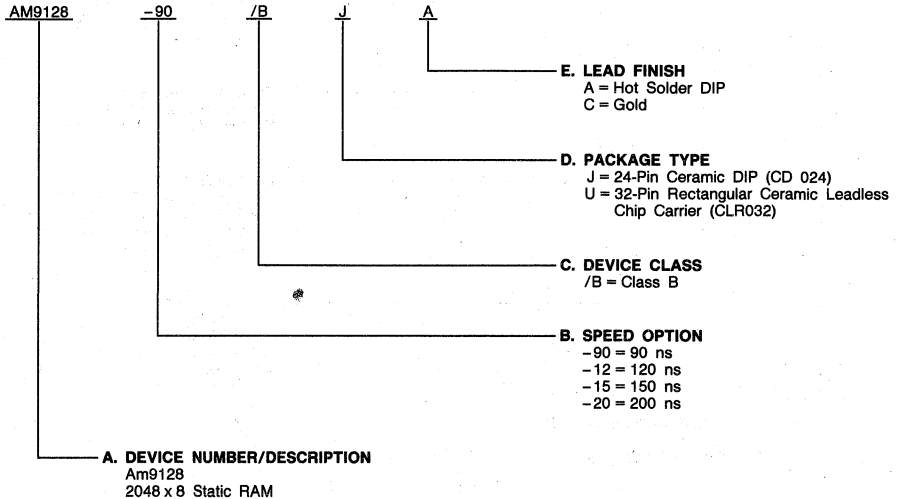 AM9128 -90 /B J A
E. LEAD FINISH
A = Hot Solder DIP
C = Gold
D. PACKAGE TYPE
J = 24-Pin Ceramic DIP (CD 024)
U = 32-Pin Rectangular Ceramic Leadless
Chip Carrier (CLR032)
C. DEVICE CLASS
/B = Class B
B. SPEED OPTION
-90 = 90 ns
-12 = 120 ns
-15 = 150 ns
-20 = 200 ns
A. DEVICE NUMBER/DESCRIPTION
Am9128
2048 x 8 Static RAM